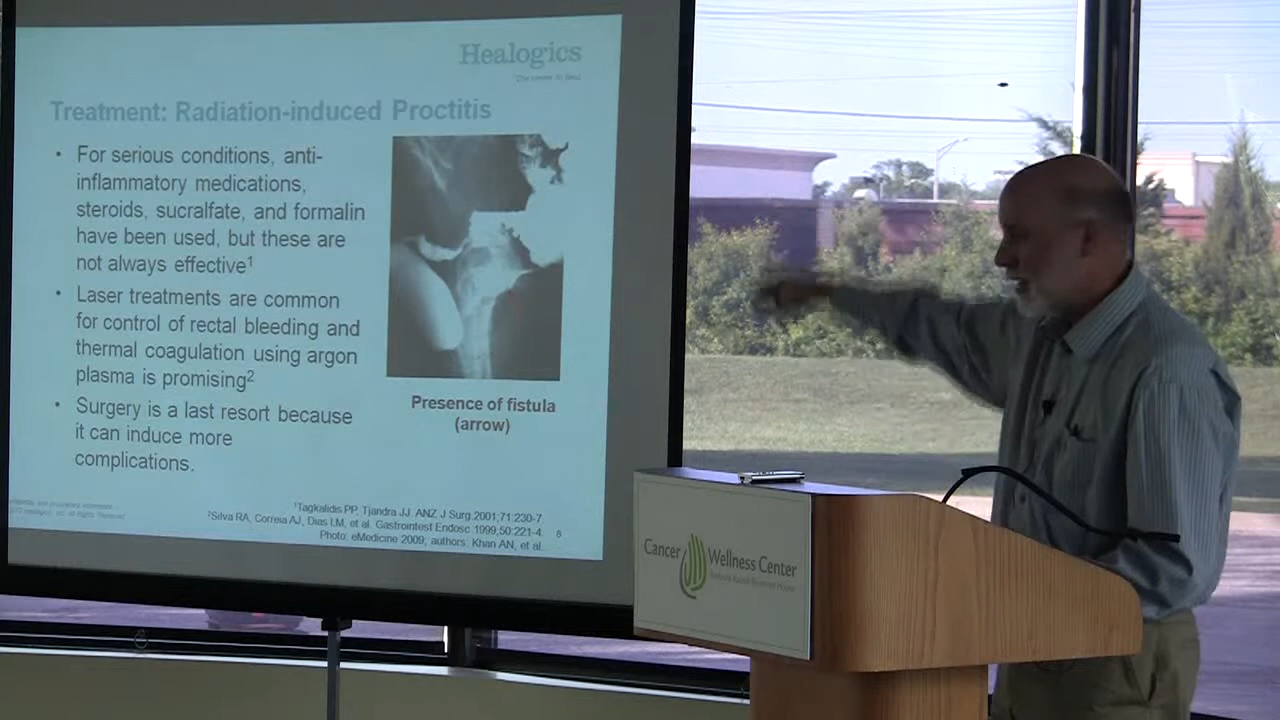 Healogics
Treatment: Radiation-induced Proctitis
• For serious conditions, anti-
inflammatory medications,
steroids, sucralfate, and formalin
have been used, but these are
not always effective¹
• Laser treatments are common
for control of rectal bleeding and
thermal coagulation using argon
plasma is promising²
• Surgery is a last resort because
it can induce more
complications.
Presence of fistula
(arrow)
¹Tagkalidis PP, Tjandra JJ. ANZ J Surg.2001;71:230-7.
²Silva RA, Correia AJ, Dias LM, et al. Gastrointest Endosc 1999;50:221-4.
Photo: eMedicine 2009; authors: Khan AN, et al.
8
Cancer Wellness Center